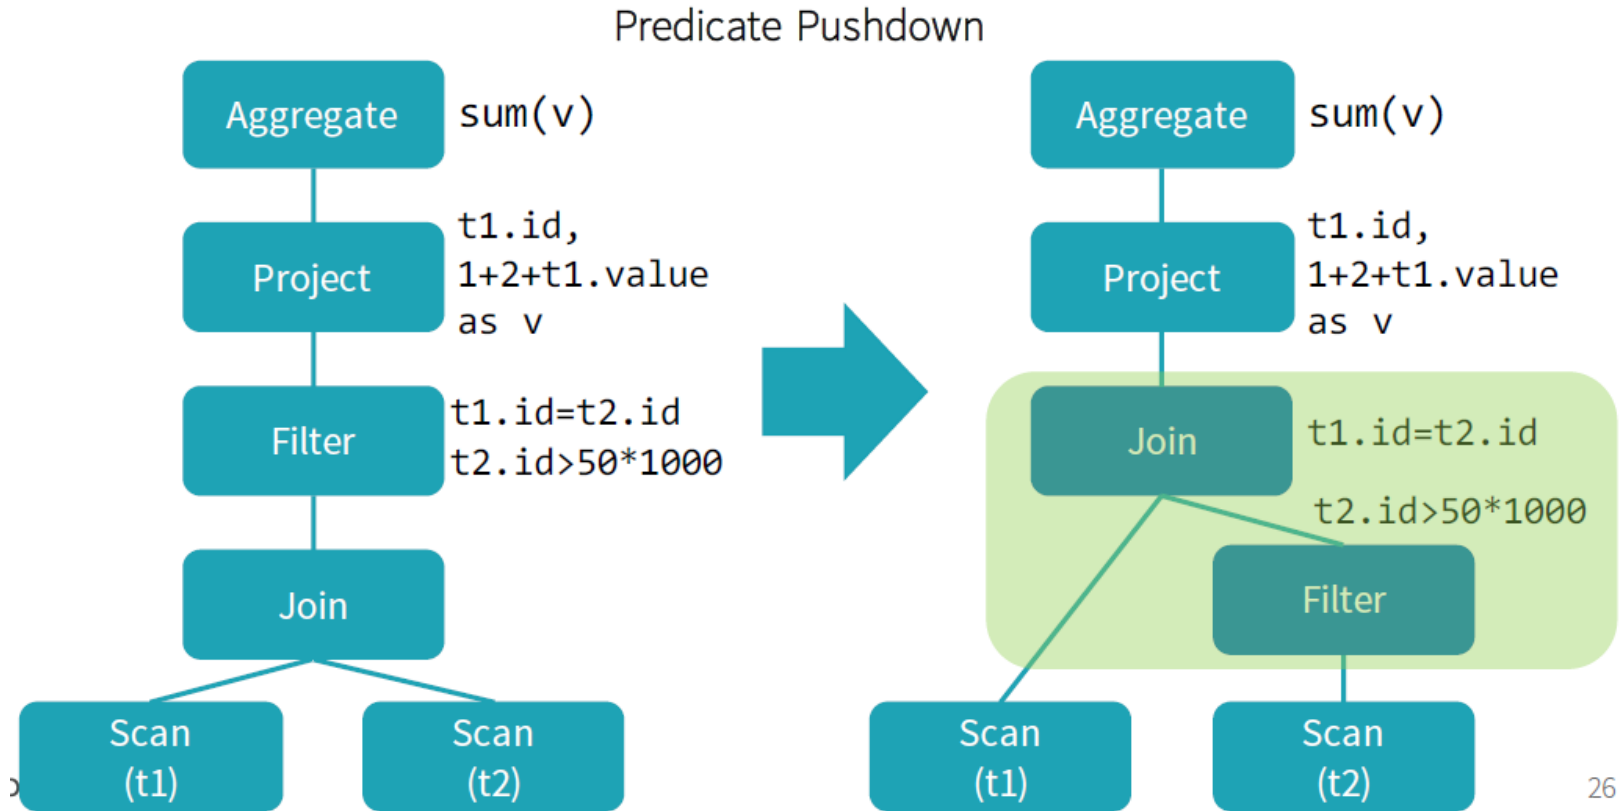 Predicate Pushdown
Aggregate
sum(v)
Project
t1.id,
1+2+t1.value
as v
Filter
t1.id=t2.id
t2.id>50*1000
Join
Scan
(t1)
Scan
(t2)
Aggregate
sum(v)
Project
t1.id,
1+2+t1.value
as v
Join
t1.id=t2.id
t2.id>50*1000
Filter
Scan
(t1)
Scan
(t2)
26